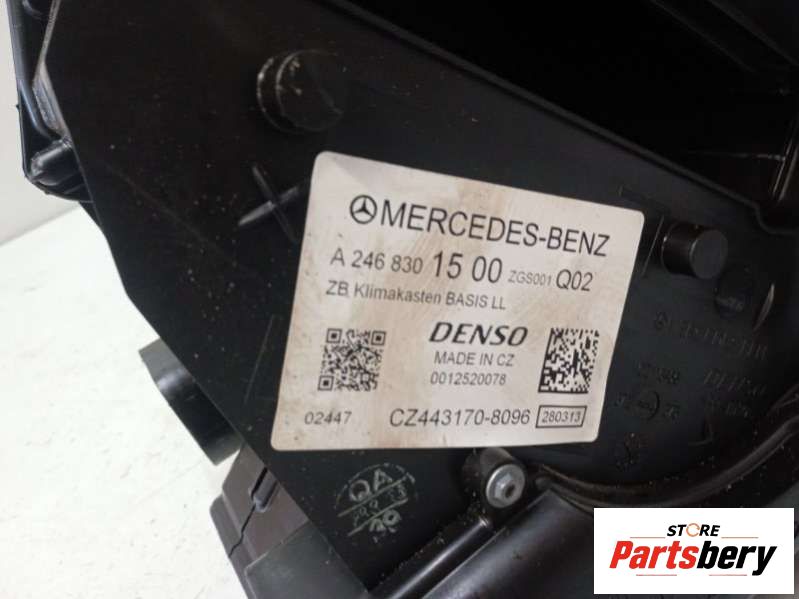 MERCEDES-BENZ
A 246 830 15 00 ZGS001 Q02
ZB Klimakasten BASIS LL
DENSO
MADE IN CZ
0012520078
02447 CZ443170-8096 280313
QA
STORE
Partsbery